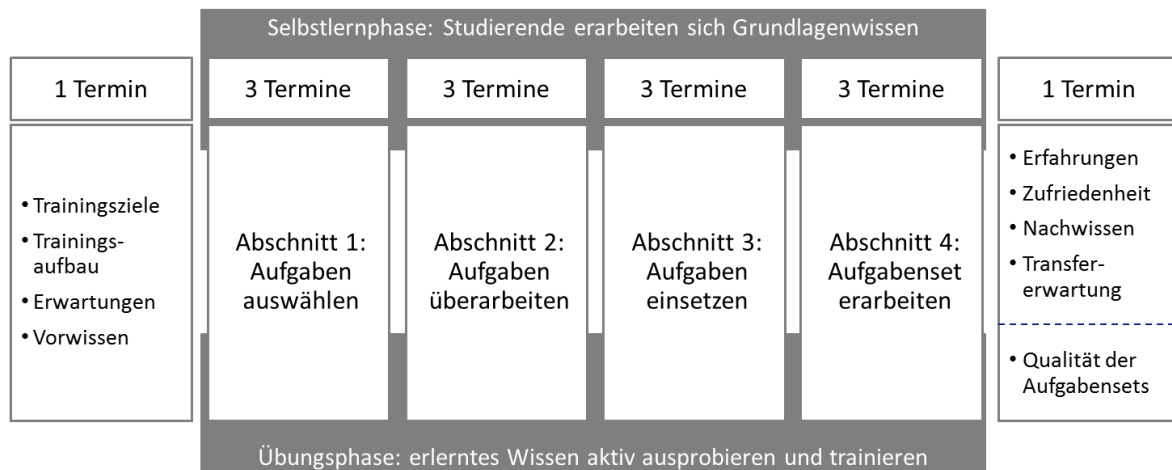 Selbstlernphase: Studierende erarbeiten sich Grundlagenwissen
1 Termin
3 Termine
3 Termine
3 Termine
3 Termine
1 Termin
• Trainingsziele
• Trainings-
aufbau
• Erwartungen
• Vorwissen
Abschnitt 1:
Aufgaben
auswählen
Abschnitt 2:
Aufgaben
überarbeiten
Abschnitt 3:
Aufgaben
einsetzen
Abschnitt 4:
Aufgabenset
erarbeiten
• Erfahrungen
• Zufriedenheit
• Nachwissen
• Transfer-
erwartung
• Qualität der
Aufgabensets
Übungsphase: erlerntes Wissen aktiv ausprobieren und trainieren